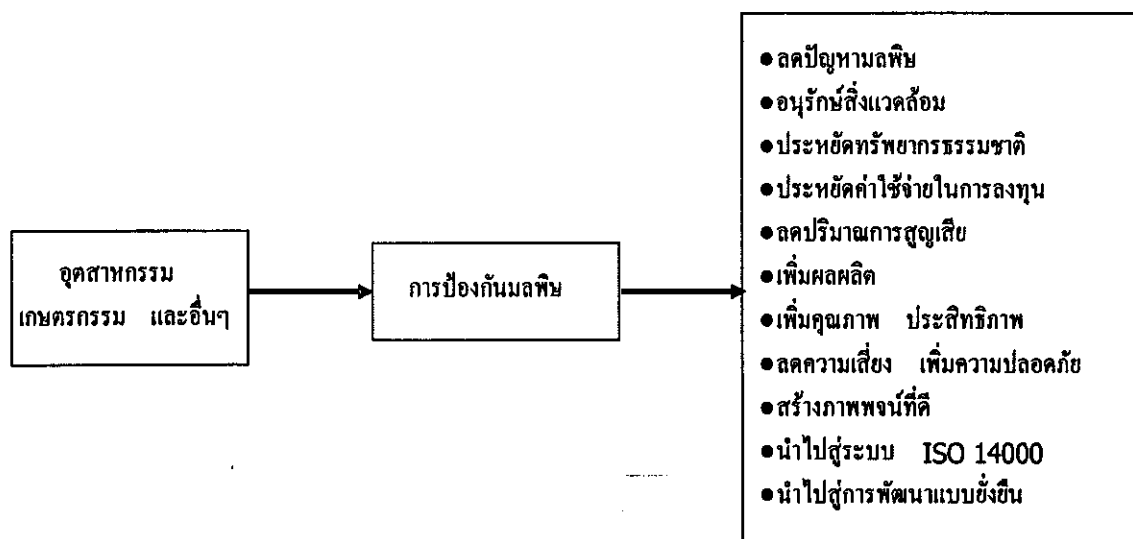 อุตสาหกรรม
เกษตรกรรม และอื่นๆ
การป้องกันมลพิษ
●ลดปัญหามลพิษ
●อนุรักษ์สิ่งแวดล้อม
●ประหยัดทรัพยากรธรรมชาติ
●ประหยัดค่าใช้จ่ายในการลงทุน
●ลดปริมาณการสูญเสีย
●เพิ่มผลผลิต
●เพิ่มคุณภาพ ประสิทธิภาพ
●ลดความเสี่ยง เพิ่มความปลอดภัย
●สร้างภาพพจน์ที่ดี
●นำไปสู่ระบบ ISO 14000
●นำไปสู่การพัฒนาแบบยั่งยืน